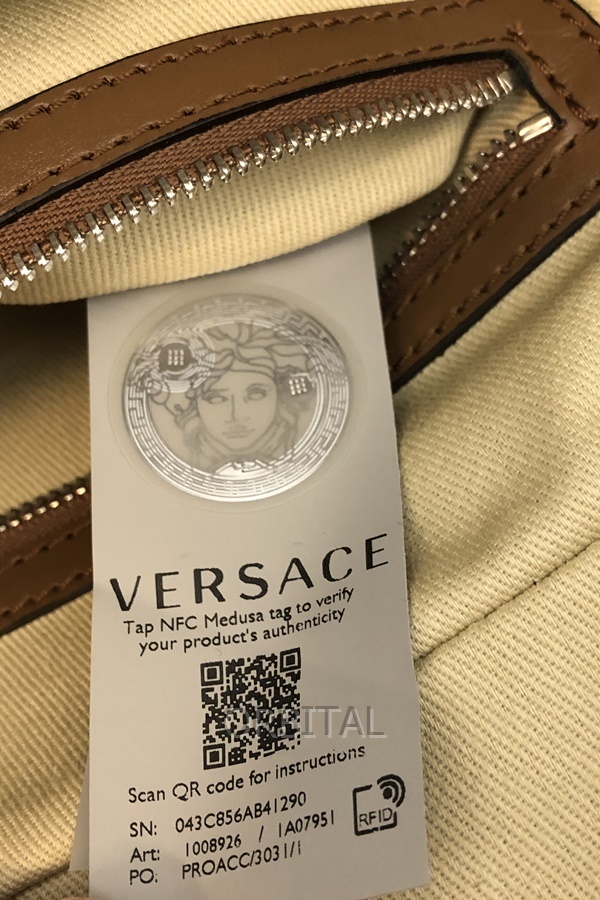 VERSACE
Tap NFC Medusa tag to verify
your product's authenticity
ORBITAL
Scan QR code for instructions
SN: 043C856AB41290
Art: 1008926 / 1A07951
PO: PROACC/3031/1
RFID